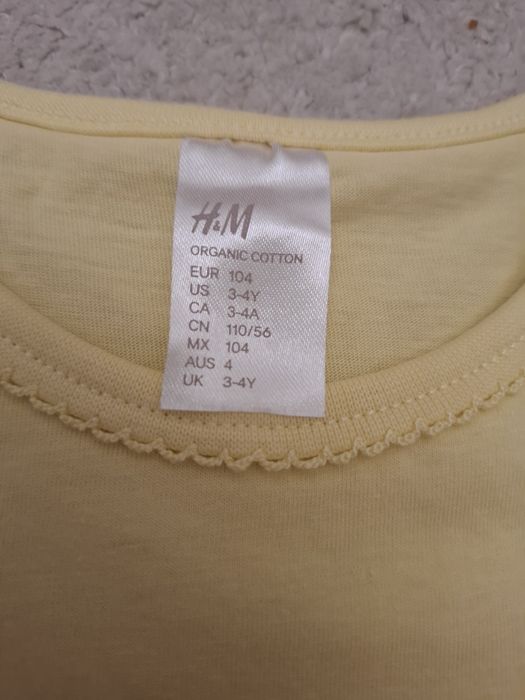 H&M
ORGANIC COTTON
EUR 104
US 3-4Y
CA 3-4A
CN 110/56
MX 104
AUS 4
UK 3-4Y